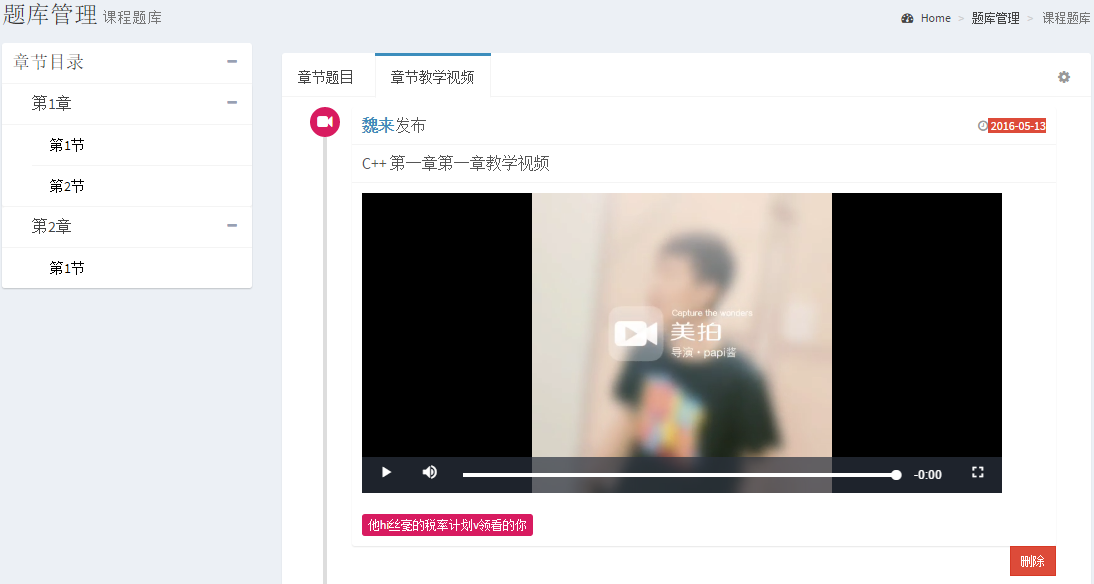 题库管理 课程题库
Home > 题库管理 > 课程题库
章节目录
第1章
第1节
第2节
第2章
第1节
章节题目
章节教学视频
魏来发布
2016-05-13
C++ 第一章第一章教学视频
Capture the wonders
美拍
导演·papi酱
-0:00
他hi丝毫的税率计划v领看的你
删除